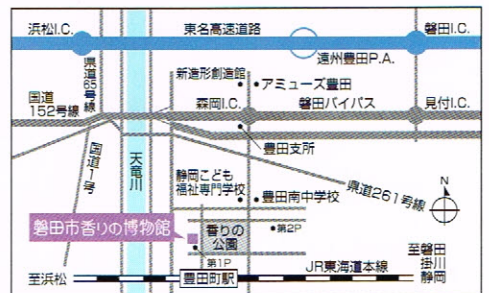 浜松I.C.
東名高速道路
磐田I.C.
遠州豊田P.A.
県道65号線
新造形創造館
アミューズ豊田
国道
152号線
森岡I.C.
磐田バイパス
見付I.C.
豊田支所
国道1号
天竜川
静岡こども
福祉専門学校
豊田南中学校
県道261号線
N
磐田市香りの博物館
香りの
公園
第2P
第1P
至磐田
掛川
静岡
至浜松
豊田町駅
JR東海道本線